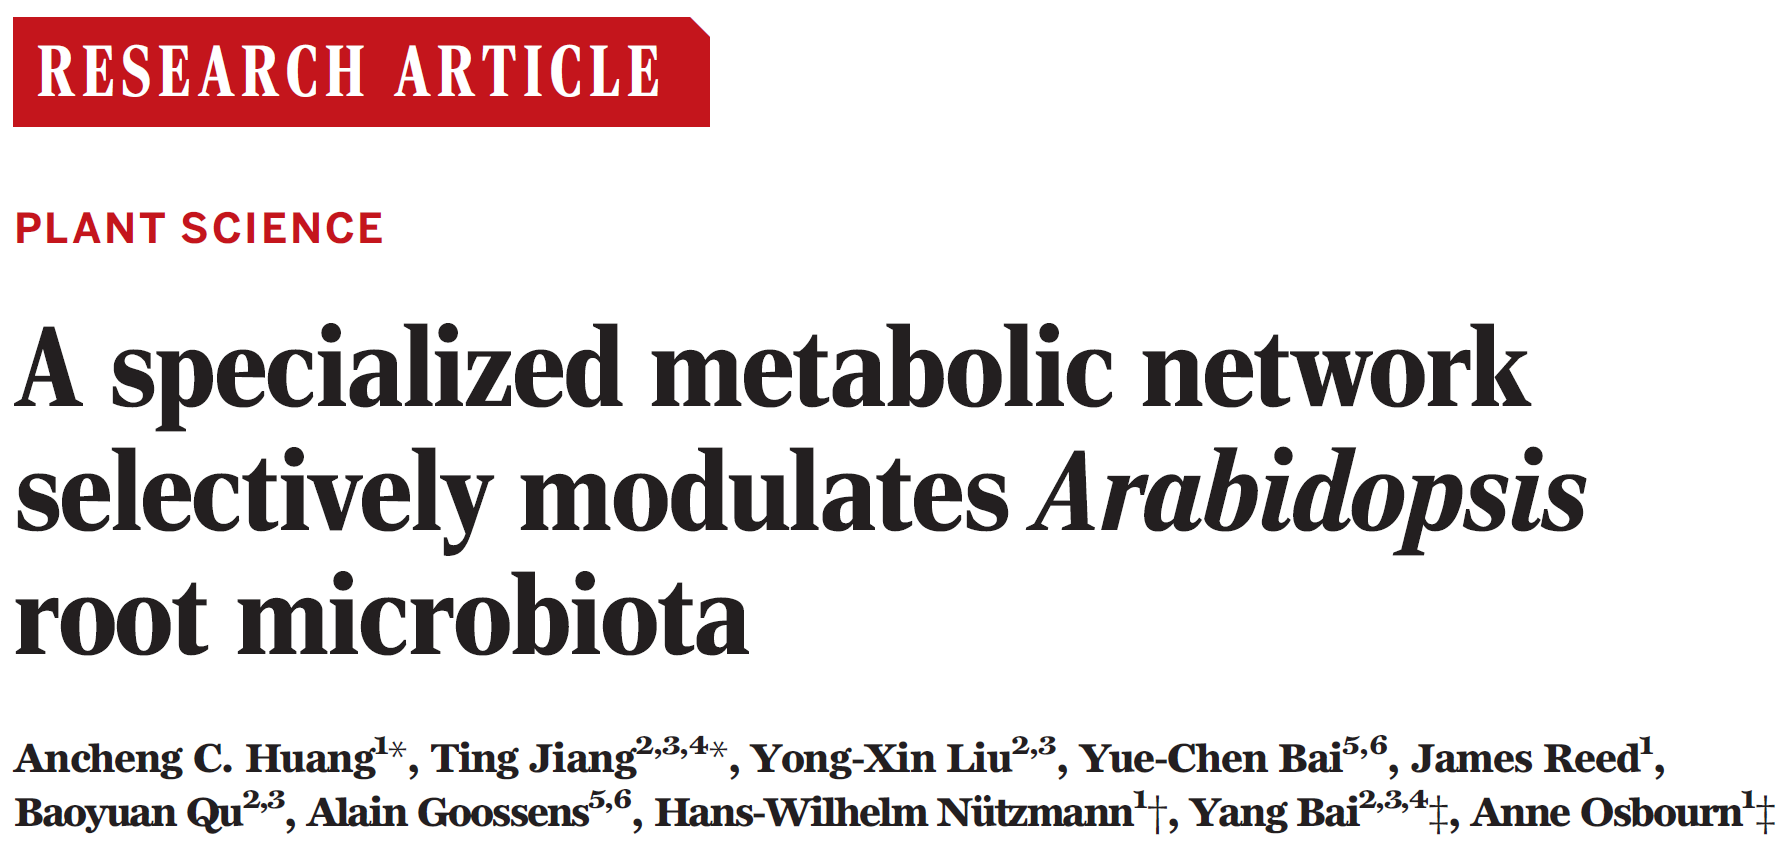 RESEARCH ARTICLE
PLANT SCIENCE
A specialized metabolic network
selectively modulates Arabidopsis
root microbiota
Ancheng C. Huang1*, Ting Jiang2,3,4*, Yong-Xin Liu2,3, Yue-Chen Bai5,6, James Reed1,
Baoyuan Qu2,3, Alain Goossens5,6, Hans-Wilhelm Nützmann1†, Yang Bai2,3,4‡, Anne Osbourn1‡